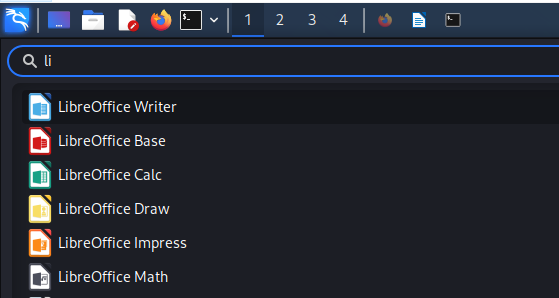 1 2 3 4
li
LibreOffice Writer
LibreOffice Base
LibreOffice Calc
LibreOffice Draw
LibreOffice Impress
LibreOffice Math